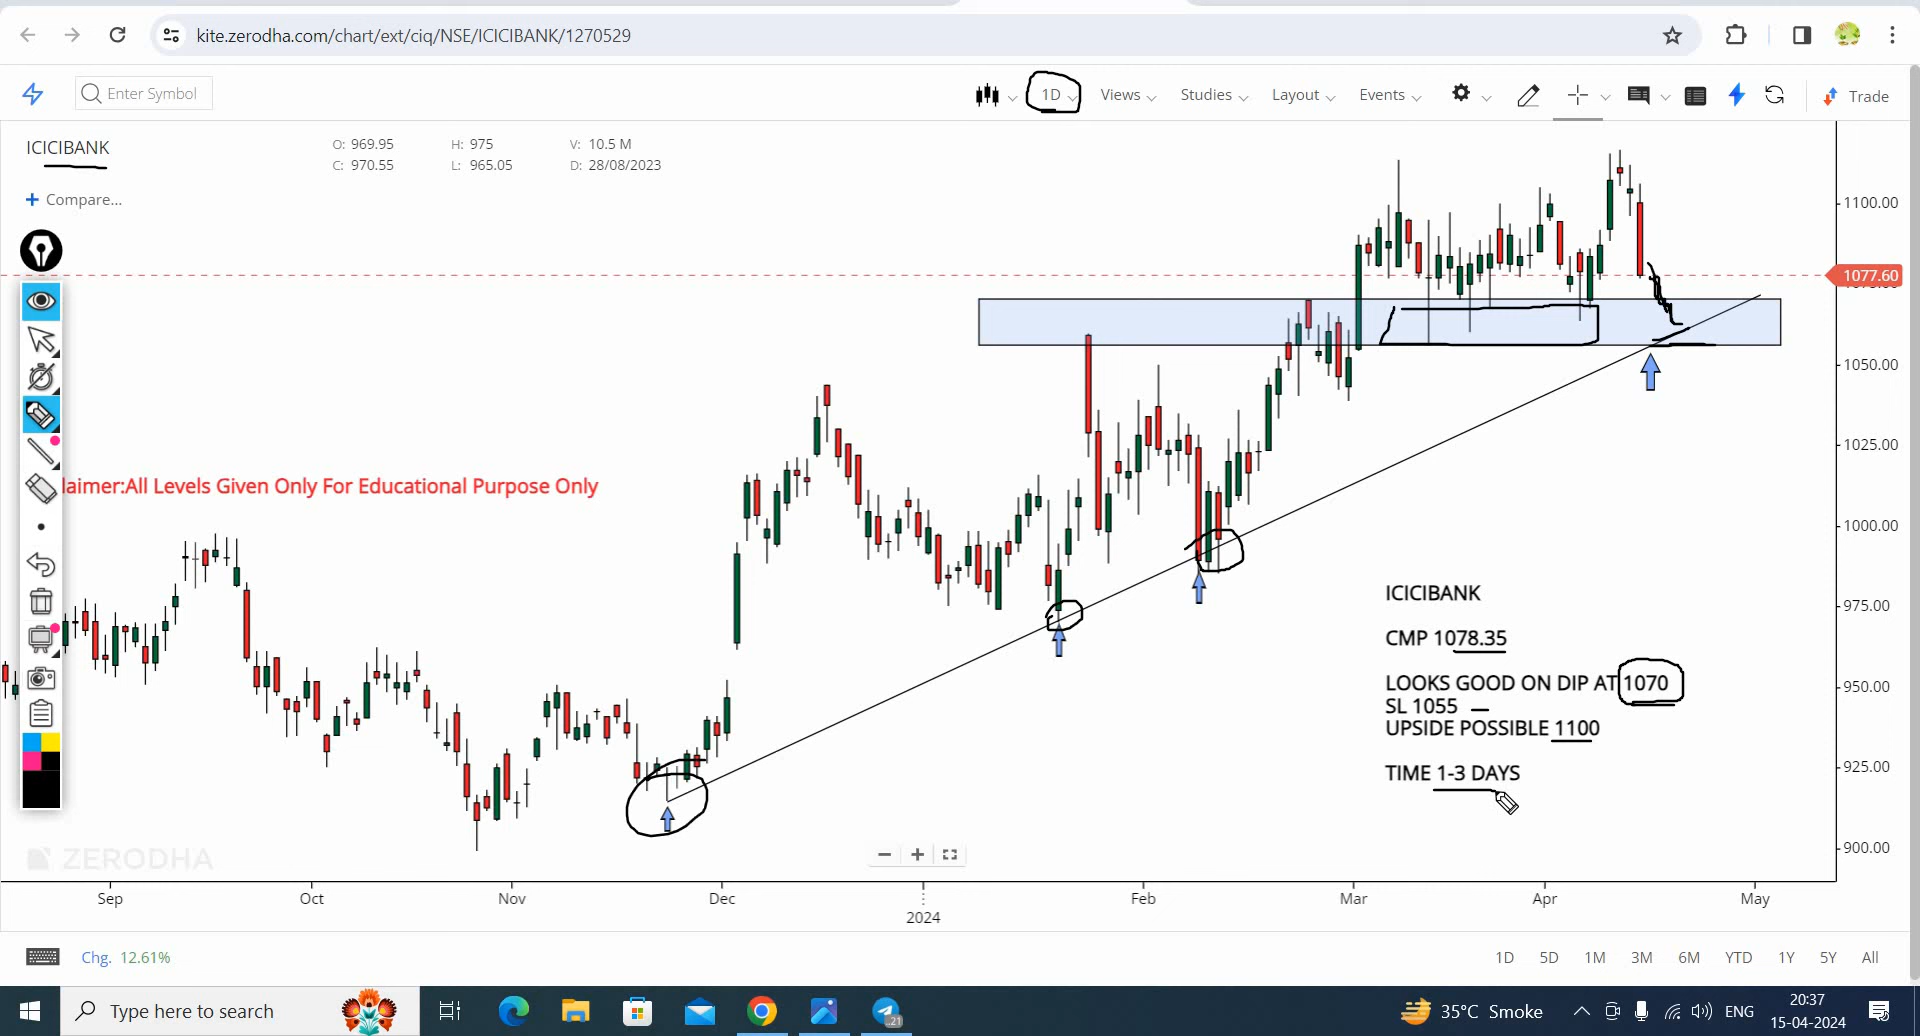 kite.zerodha.com/chart/ext/ciq/NSE/ICICIBANK/1270529
Enter Symbol
1D
Views
Studies
Layout
Events
Trade
ICICIBANK
O: 969.95 H: 975 V: 10.5 M
C: 970.55 L: 965.05 D: 28/08/2023
+ Compare...
1100.00
1077.60
1050.00
1025.00
1000.00
975.00
950.00
925.00
900.00
laimer:All Levels Given Only For Educational Purpose Only
ICICIBANK
CMP 1078.35
LOOKS GOOD ON DIP AT 1070
SL 1055
UPSIDE POSSIBLE 1100
TIME 1-3 DAYS
ZERODHA
Sep Oct Nov Dec 2024 Feb Mar Apr May
Chg. 12.61%
1D 5D 1M 3M 6M YTD 1Y 5Y All
Type here to search
21
35°C Smoke
ENG
20:37
15-04-2024